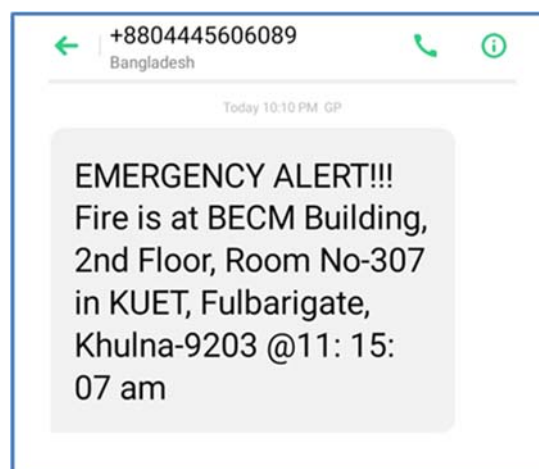 +8804445606089
Bangladesh
Today 10:10 PM GP
EMERGENCY ALERT!!!
Fire is at BECM Building,
2nd Floor, Room No-307
in KUET, Fulbarigate,
Khulna-9203 @11: 15:
07 am